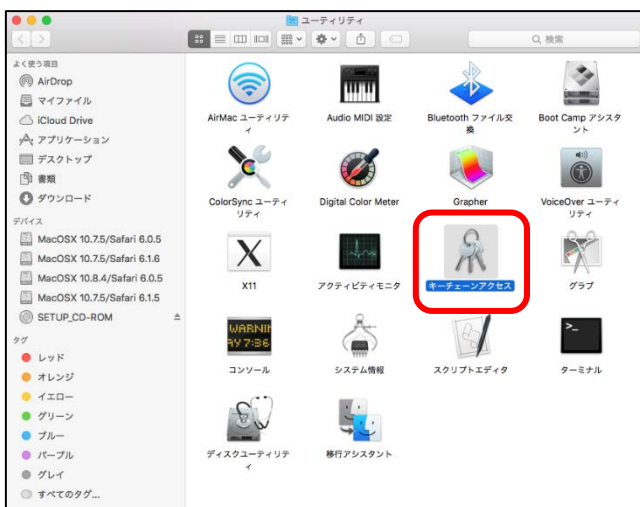 ユーティリティ
検索
よく使う項目
AirDrop
マイファイル
iCloud Drive
アプリケーション
デスクトップ
書類
ダウンロード
デバイス
MacOSX 10.7.5/Safari 6.0.5
MacOSX 10.7.5/Safari 6.1.6
MacOSX 10.8.4/Safari 6.0.5
MacOSX 10.7.5/Safari 6.1.5
SETUP_CD-ROM
タグ
レッド
オレンジ
イエロー
グリーン
ブルー
パープル
グレイ
すべてのタグ...
AirMac ユーティリテ
ィ
Audio MIDI 設定
Bluetooth ファイル交
換
Boot Camp アシスタ
ント
ColorSync ユーティ
リティ
Digital Color Meter
Grapher
VoiceOver ユーティ
リティ
X
X11
アクティビティモニタ
キーチェーンアクセス
グラブ
WARNIN
AY 7:36
コンソール
システム情報
スクリプトエディタ
>_
ターミナル
ディスクユーティリテ
ィ
移行アシスタント